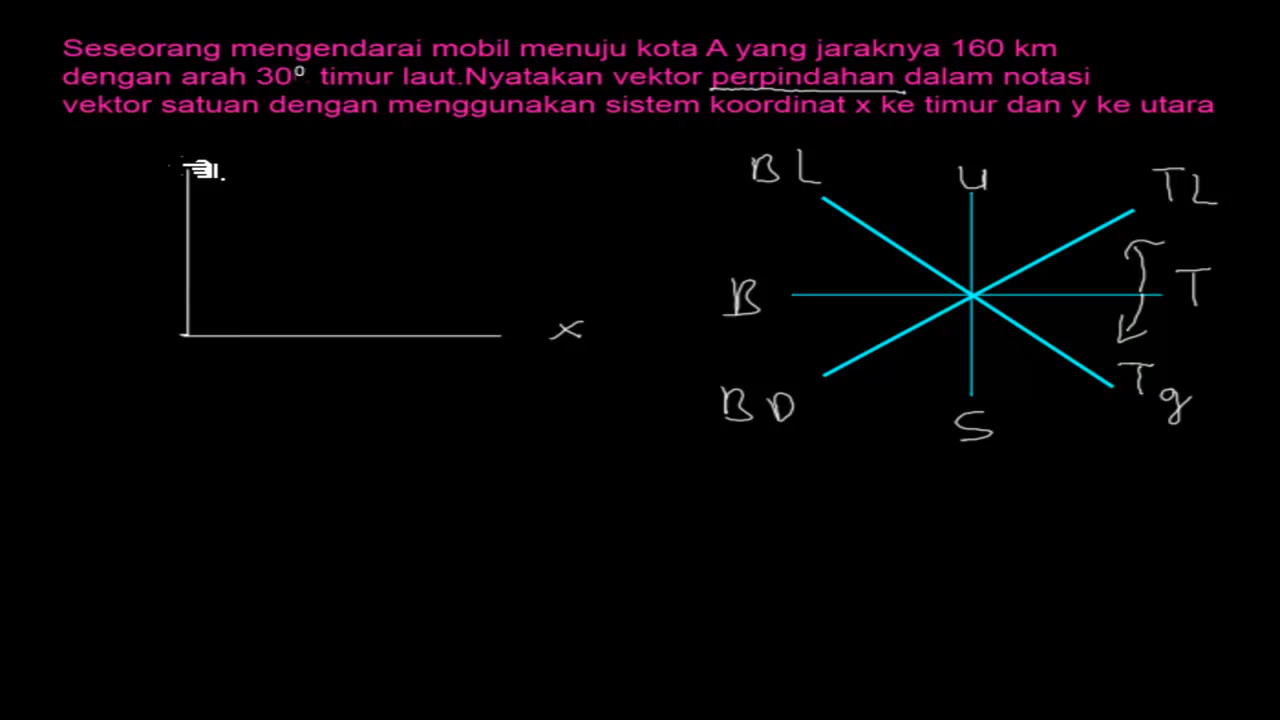 Seseorang mengendarai mobil menuju kota A yang jaraknya 160 km
dengan arah 30⁰ timur laut.Nyatakan vektor perpindahan dalam notasi
vektor satuan dengan menggunakan sistem koordinat x ke timur dan y ke utara
BL U TL
B T
x
BD S Tg